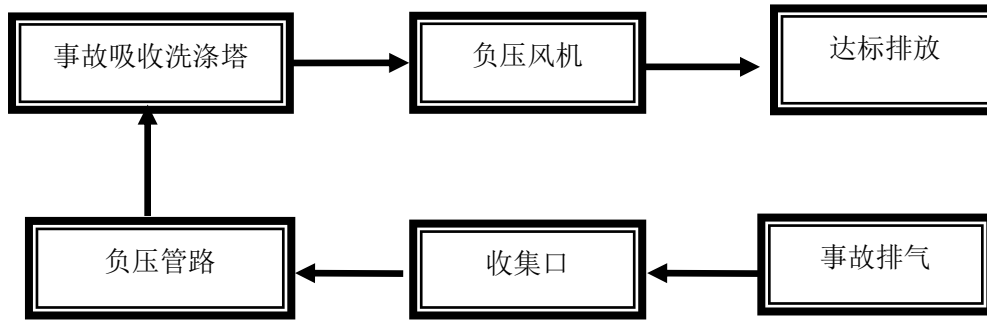 事故吸收洗涤塔
负压风机
达标排放
负压管路
收集口
事故排气